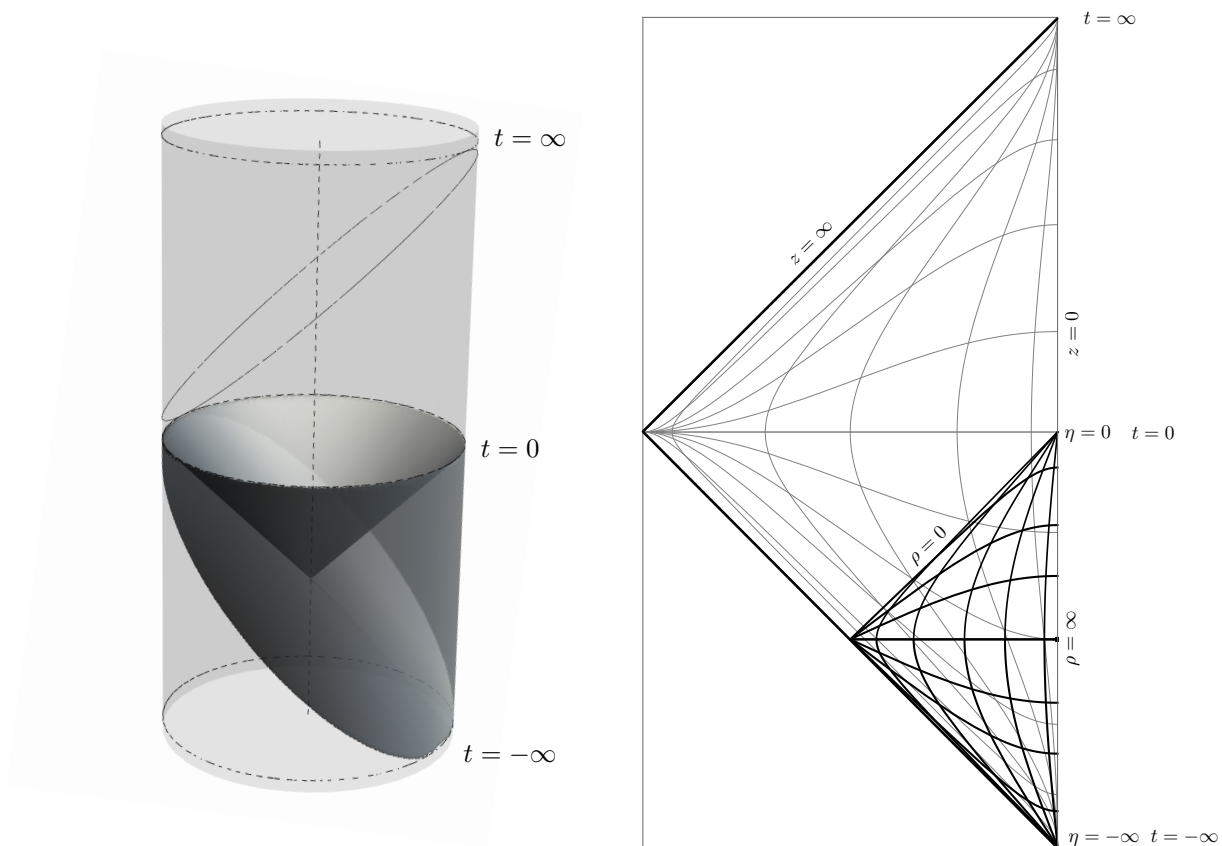 t = ∞
t = 0
t = −∞
t = ∞
z = ∞
z = 0
η = 0 t = 0
ρ = 0
ρ = ∞
η = −∞ t = −∞